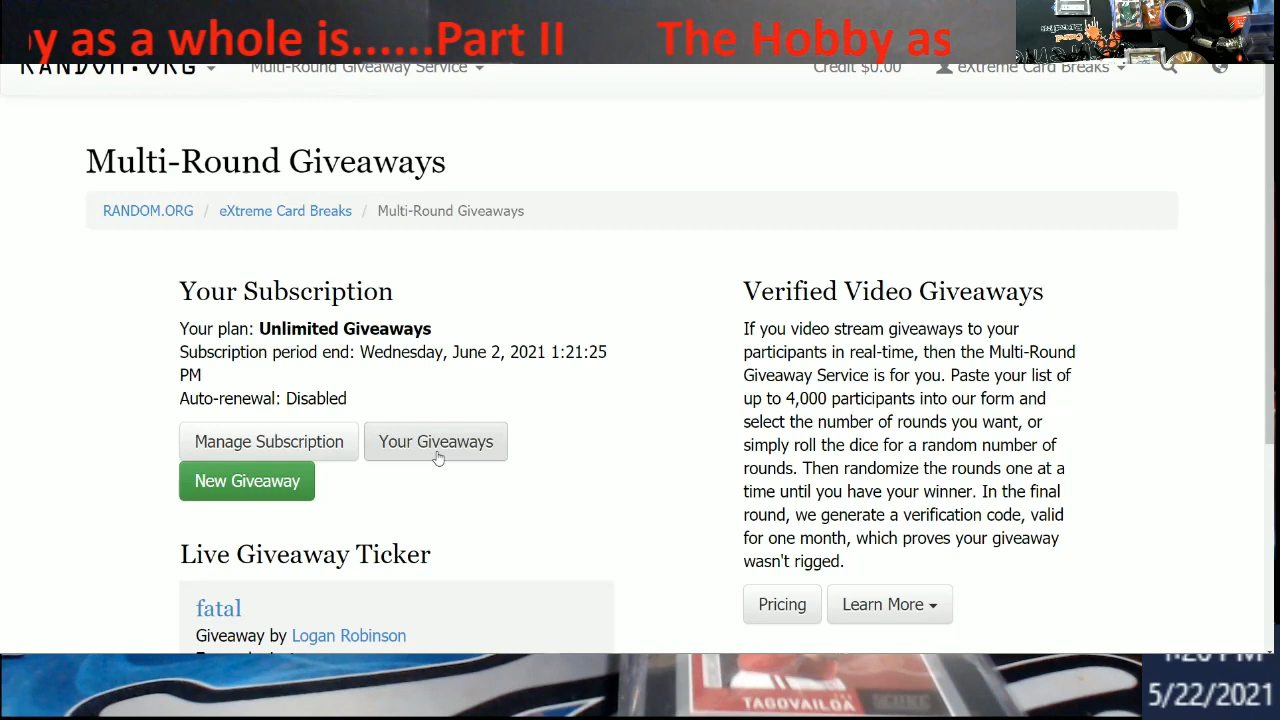 y as a whole is.....Part II The Hobby as
RANDOM.ORG Multi-Round Giveaway Service Credit $0.00 eXtreme Card Breaks
Multi-Round Giveaways
RANDOM.ORG / eXtreme Card Breaks / Multi-Round Giveaways
Your Subscription
Your plan: Unlimited Giveaways
Subscription period end: Wednesday, June 2, 2021 1:21:25
PM
Auto-renewal: Disabled
Manage Subscription Your Giveaways
New Giveaway
Live Giveaway Ticker
fatal
Giveaway by Logan Robinson
Verified Video Giveaways
If you video stream giveaways to your
participants in real-time, then the Multi-Round
Giveaway Service is for you. Paste your list of
up to 4,000 participants into our form and
select the number of rounds you want, or
simply roll the dice for a random number of
rounds. Then randomize the rounds one at a
time until you have your winner. In the final
round, we generate a verification code, valid
for one month, which proves your giveaway
wasn't rigged.
Pricing Learn More
TAGOVAILOA
5/22/2021